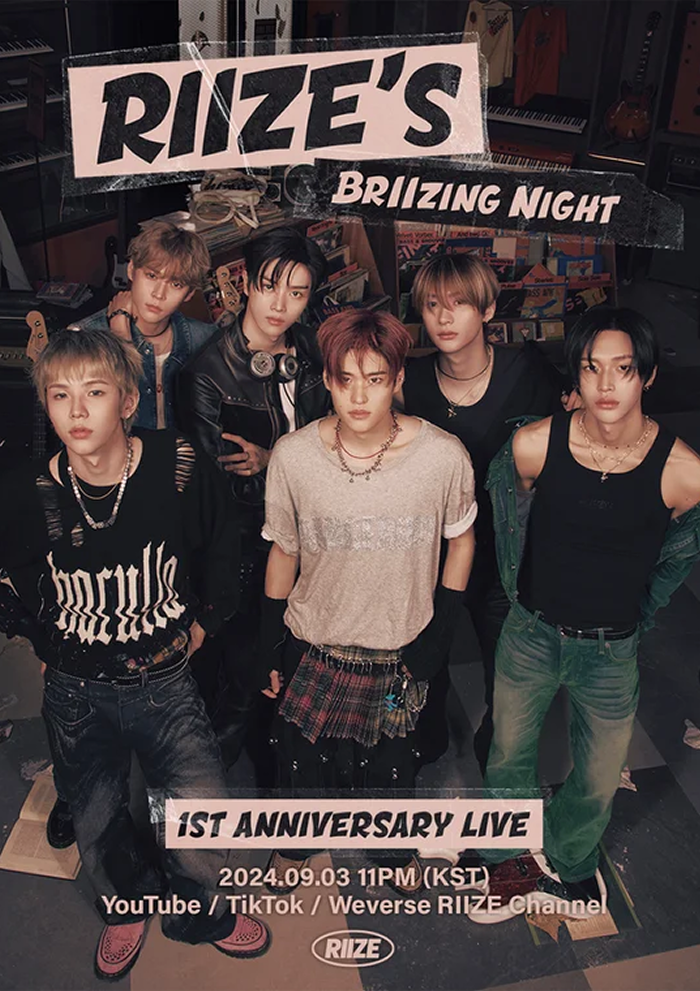 RIIZE'S
BRIIZING NIGHT
1ST ANNIVERSARY LIVE
2024.09.03 11PM (KST)
YouTube / TikTok / Weverse RIIZE Channel
RIIZE